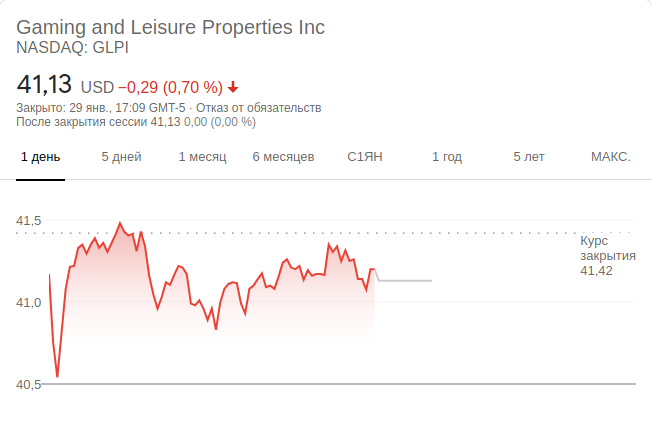 Gaming and Leisure Properties Inc
NASDAQ: GLPI
41,13 USD −0,29 (0,70 %)
Закрыто: 29 янв., 17:09 GMT-5 · Отказ от обязательств
После закрытия сессии 41,13 0,00 (0,00 %)
1 день 5 дней 1 месяц 6 месяцев С1ЯН 1 год 5 лет МАКС.
41,5
Курс
закрытия
41,42
41,0
40,5